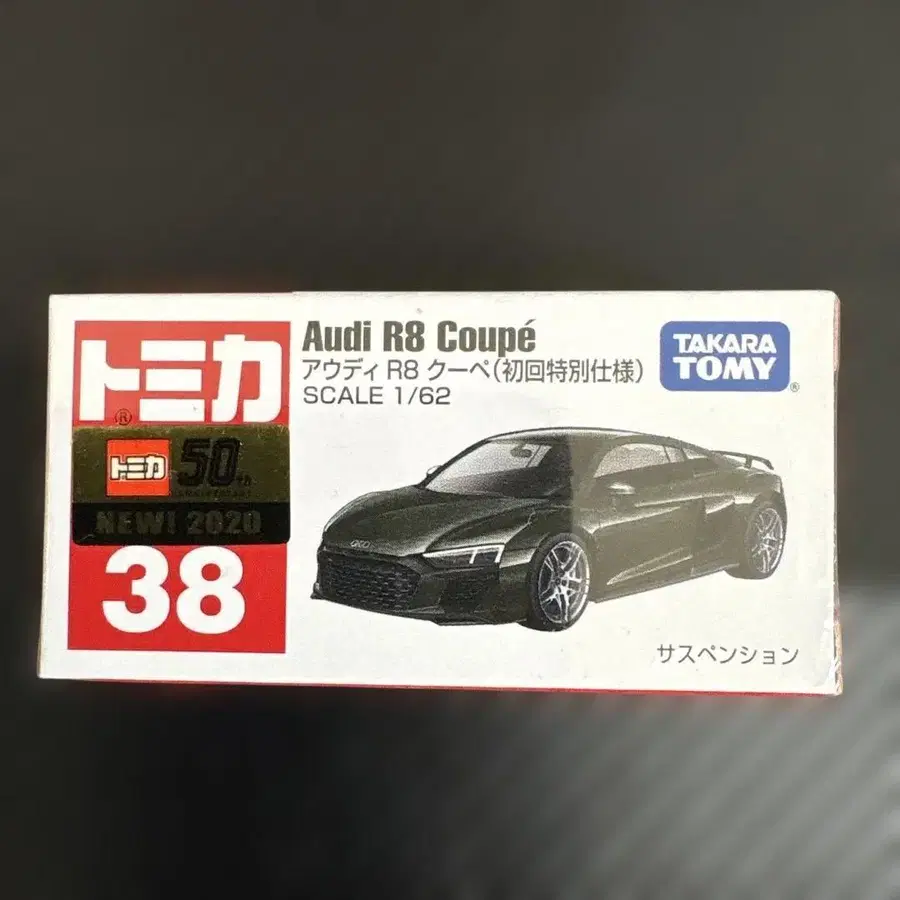 トミカ®
Audi R8 Coupé
アウディ R8 クーペ(初回特別仕様)
SCALE 1/62
TAKARA
TOMY®
トミカ 50th
ANNIVERSARY
NEW! 2020
38
サスペンション